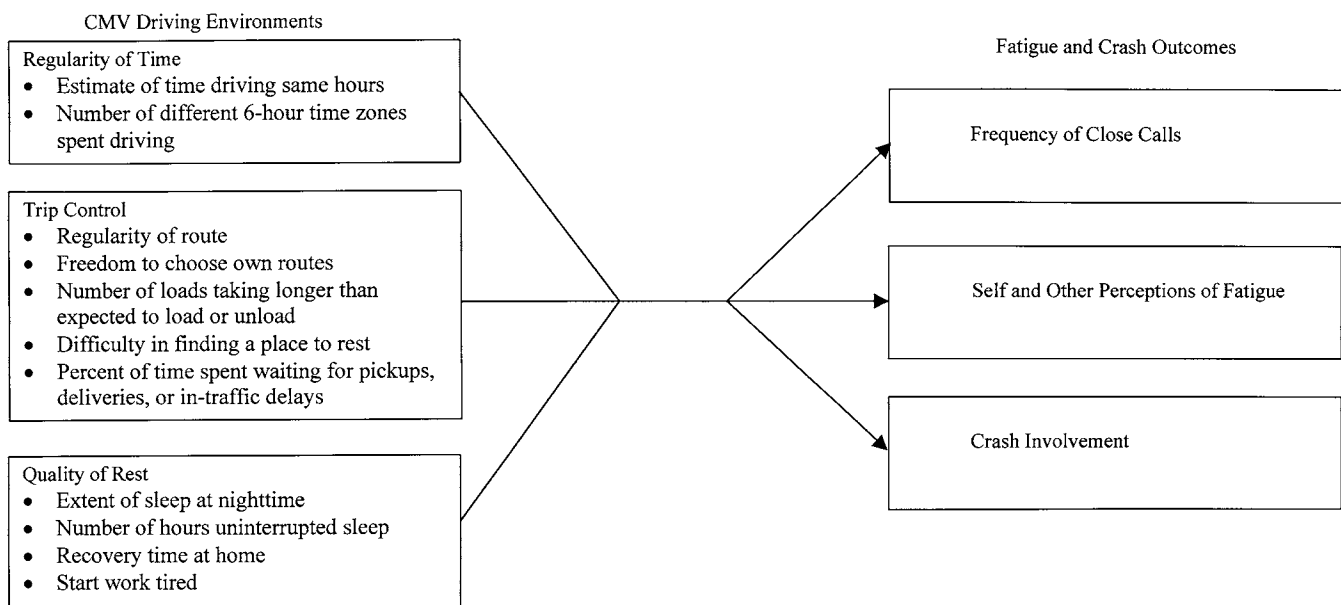 CMV Driving Environments
Regularity of Time
• Estimate of time driving same hours
• Number of different 6-hour time zones
spent driving
Trip Control
• Regularity of route
• Freedom to choose own routes
• Number of loads taking longer than
expected to load or unload
• Difficulty in finding a place to rest
• Percent of time spent waiting for pickups,
deliveries, or in-traffic delays
Quality of Rest
• Extent of sleep at nighttime
• Number of hours uninterrupted sleep
• Recovery time at home
• Start work tired
Fatigue and Crash Outcomes
Frequency of Close Calls
Self and Other Perceptions of Fatigue
Crash Involvement